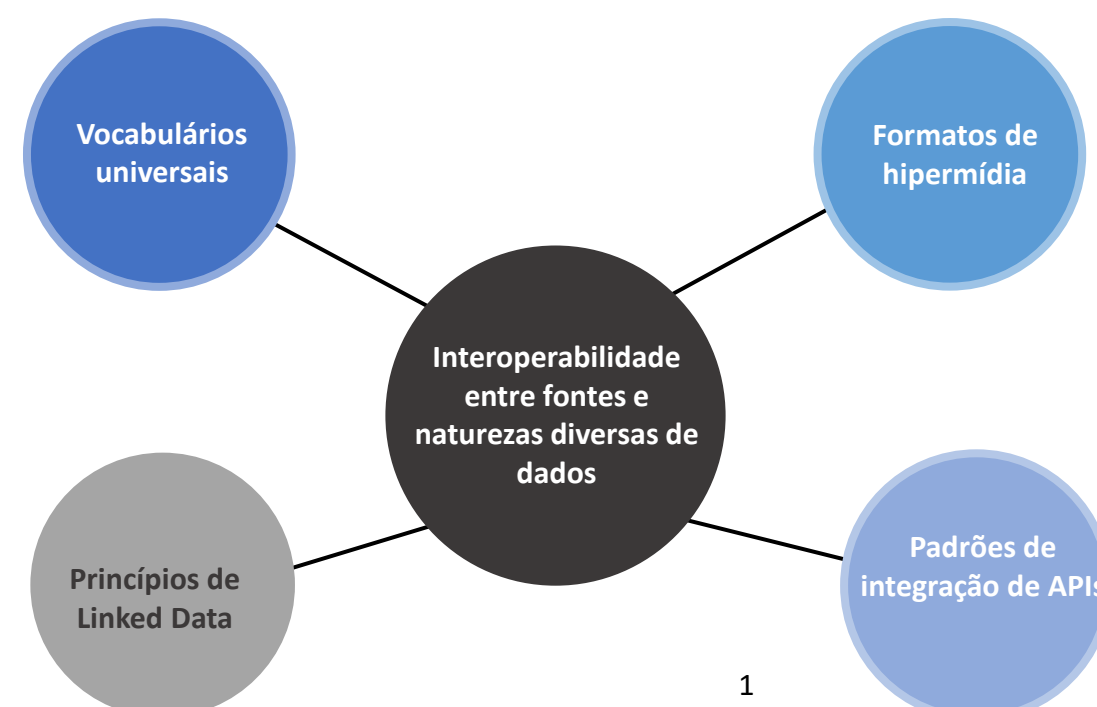 Vocabulários
universais
Formatos de
hipermídia
Interoperabilidade
entre fontes e
naturezas diversas de
dados
Princípios de
Linked Data
Padrões de
integração de APIs
1